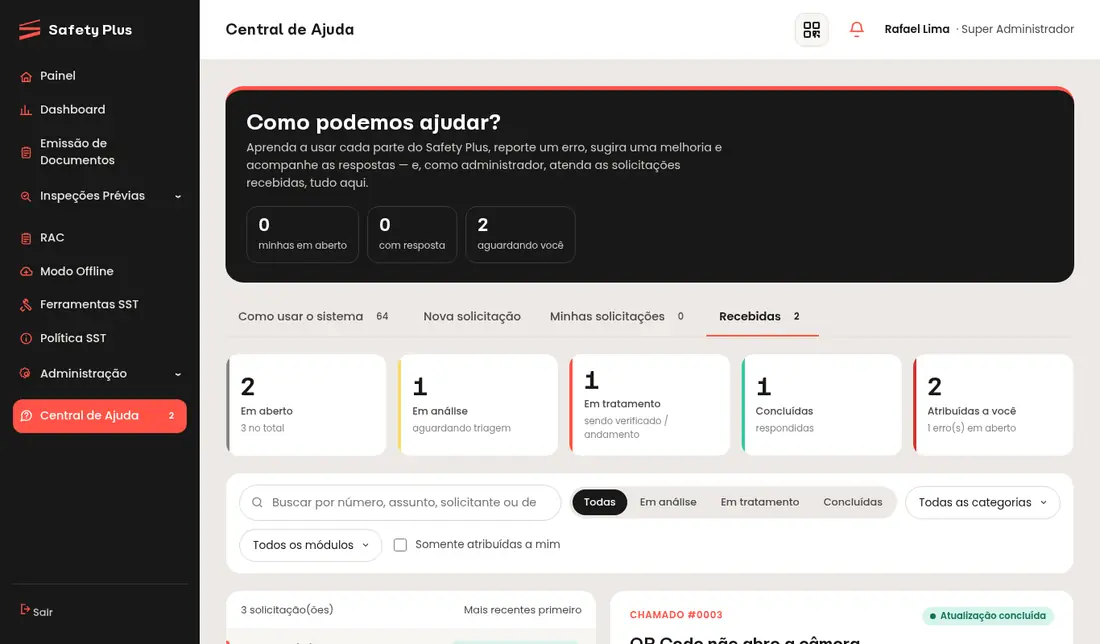 Safety Plus
Central de Ajuda
Rafael Lima · Super Administrador
Painel
Dashboard
Emissão de
Documentos
Inspeções Prévias
RAC
Modo Offline
Ferramentas SST
Política SST
Administração
Central de Ajuda 2
Sair
Como podemos ajudar?
Aprenda a usar cada parte do Safety Plus, reporte um erro, sugira uma melhoria e
acompanhe as respostas — e, como administrador, atenda as solicitações
recebidas, tudo aqui.
0
minhas em aberto
0
com resposta
2
aguardando você
Como usar o sistema 64
Nova solicitação
Minhas solicitações 0
Recebidas 2
2
Em aberto
3 no total
1
Em análise
aguardando triagem
1
Em tratamento
sendo verificado /
andamento
1
Concluídas
respondidas
2
Atribuídas a você
1 erro(s) em aberto
Buscar por número, assunto, solicitante ou de
Todas
Em análise
Em tratamento
Concluídas
Todas as categorias
Todos os módulos
Somente atribuídas a mim
3 solicitação(ões)
Mais recentes primeiro
CHAMADO #0003
Atualização concluída
QR Code não abre a câmera